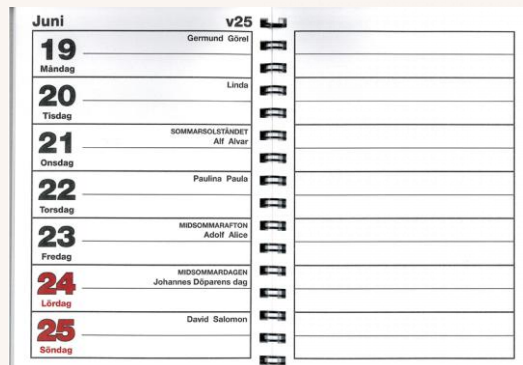 Juni v25
19 Germund Görel
Måndag
20 Linda
Tisdag
21 SOMMARSOLSTÅNDET
Alf Alvar
Onsdag
22 Paulina Paula
Torsdag
23 MIDSOMMARAFTON
Adolf Alice
Fredag
24 MIDSOMMARDAGEN
Johannes Döparens dag
Lördag
25 David Salomon
Söndag